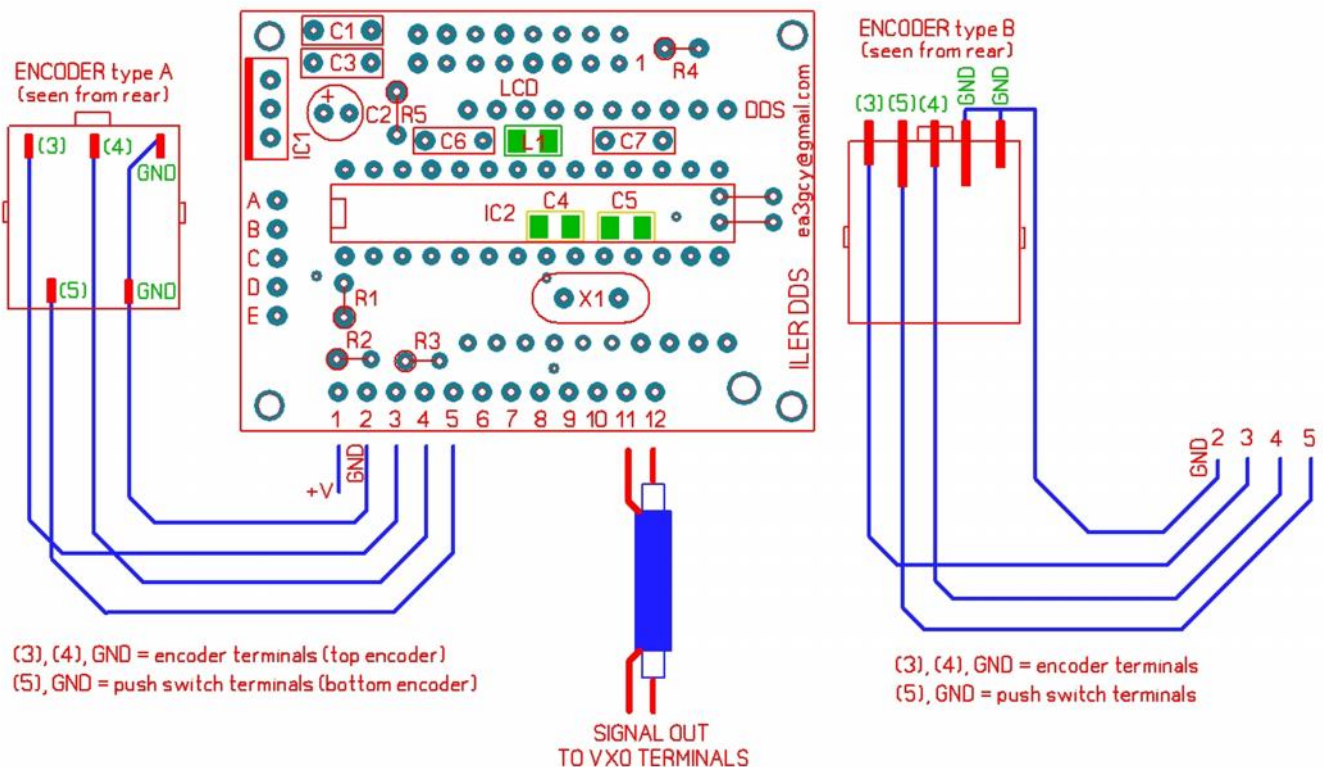 ENCODER type A
(seen from rear)
(3)
(4)
GND
(5)
GND
C1
C3
+
C2
IC1
R5
LCD
1
R4
DDS
C6
L1
C7
ea3gcy@gmail.com
A
B
C
D
E
IC2
C4
C5
R1
X1
R2
R3
ILER DDS
1 2 3 4 5 6 7 8 9 10 11 12
+V
GND
ENCODER type B
(seen from rear)
(3) (5) (4) GND GND
GND 2 3 4 5
(3), (4), GND = encoder terminals (top encoder)
(5), GND = push switch terminals (bottom encoder)
SIGNAL OUT
TO VXO TERMINALS
(3), (4), GND = encoder terminals
(5), GND = push switch terminals